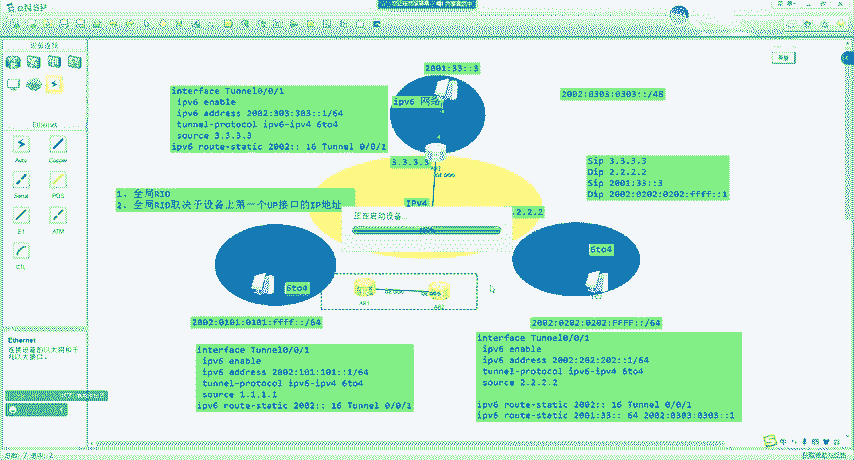 eNSP
2001:33::3
interface Tunnel0/0/1
ipv6 enable
ipv6 address 2002:303:303::1/64
tunnel-protocol ipv6-ipv4 6to4
source 3.3.3.3
ipv6 route-static 2002:: 16 Tunnel 0/0/1
ipv6 网络
2002:0303:0303::/48
3.3.3.3
Sip 3.3.3.3
Dip 2.2.2.2
Sip 2001:33::3
Dip 2002:0202:0202:ffff::1
1. 全局RID
2. 全局RID取决于设备上第一个UP接口的IP地址
IPv4
正在启动设备...
.2.2.2
6to4
6to4
2002:0101:0101:ffff::/64
2002:0202:0202:FFFF::/64
interface Tunnel0/0/1
ipv6 enable
ipv6 address 2002:101:101::1/64
tunnel-protocol ipv6-ipv4 6to4
source 1.1.1.1
ipv6 route-static 2002:: 16 Tunnel 0/0/1
interface Tunnel0/0/1
ipv6 enable
ipv6 address 2002:202:202::1/64
tunnel-protocol ipv6-ipv4 6to4
source 2.2.2.2
ipv6 route-static 2002:: 16 Tunnel 0/0/1
ipv6 route-static 2001:33:: 64 2002:0303:0303::1
Ethernet
Auto
Copper
Serial
POS
E1
ATM
CTL
Ethernet